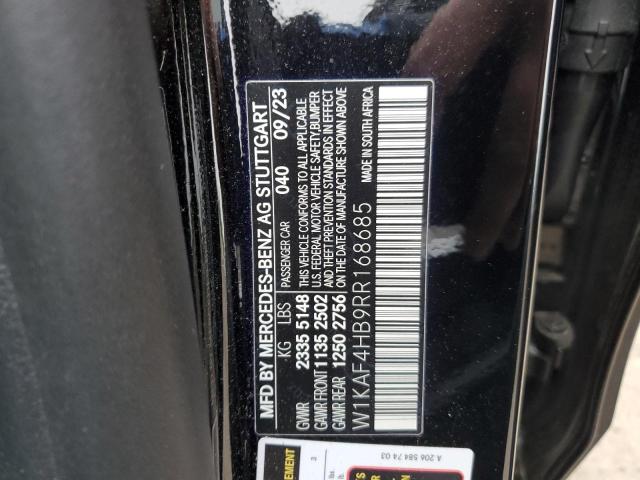 MFD BY MERCEDES-BENZ AG STUTTGART
PASSENGER CAR 040 09/23
KG LBS
GVWR 2335 5148
GAWR FRONT 1135 2502
GAWR REAR 1250 2756
THIS VEHICLE CONFORMS TO ALL APPLICABLE
U.S. FEDERAL MOTOR VEHICLE SAFETY,BUMPER
AND THEFT PREVENTION STANDARDS IN EFFECT
ON THE DATE OF MANUFACTURE SHOWN ABOVE
MADE IN SOUTH AFRICA
W1KAF4HB9RR168685
A 206 584 74 03